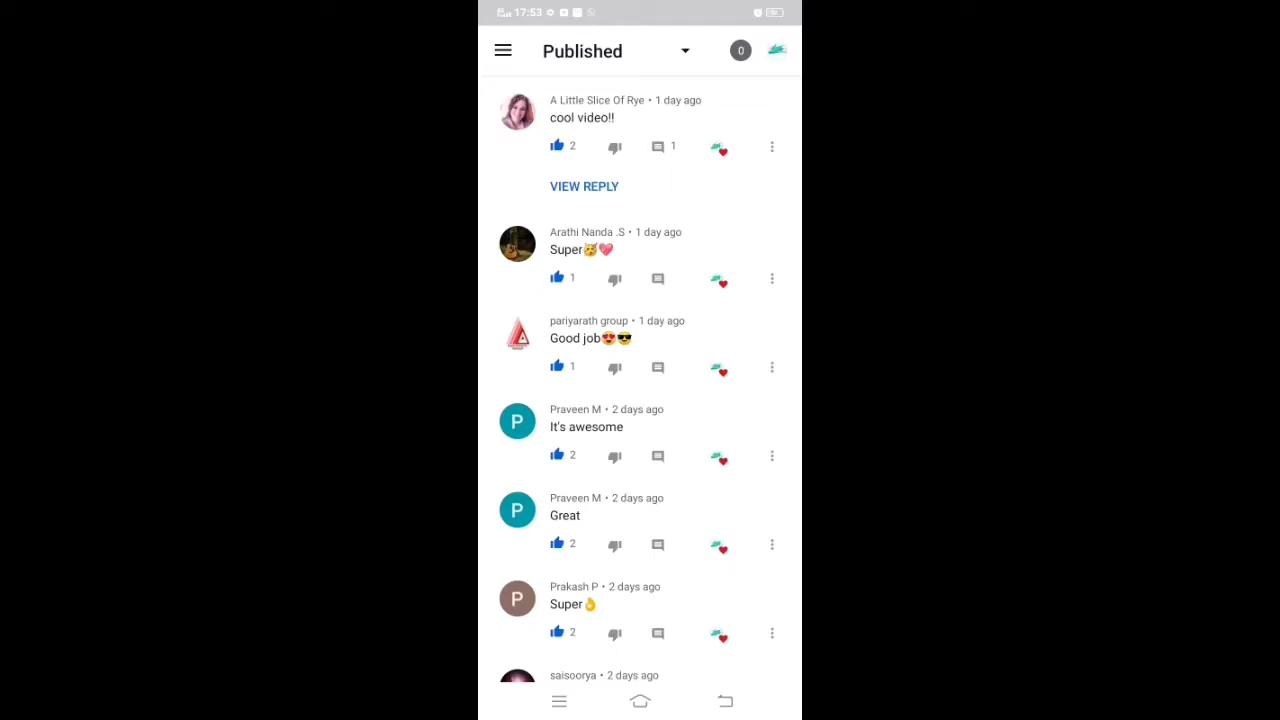 17:53
Published
0
A Little Slice Of Rye • 1 day ago
cool video!!
2
1
VIEW REPLY
Arathi Nanda .S • 1 day ago
Super🥳💖
1
pariyarath group • 1 day ago
Good job😍😎
1
P
Praveen M • 2 days ago
It's awesome
2
P
Praveen M • 2 days ago
Great
2
P
Prakash P • 2 days ago
Super👌
2
saisoorya • 2 days ago